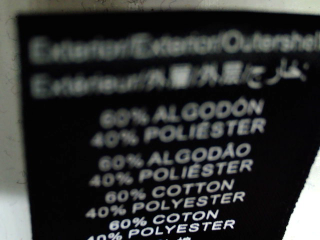 Exterior/Exterior/Outershell
Extérieur/外層/外层/خارج
60% ALGODÓN
40% POLIÉSTER
60% ALGODÃO
40% POLIÉSTER
60% COTTON
40% POLYESTER
60% COTON
40% POLYESTER